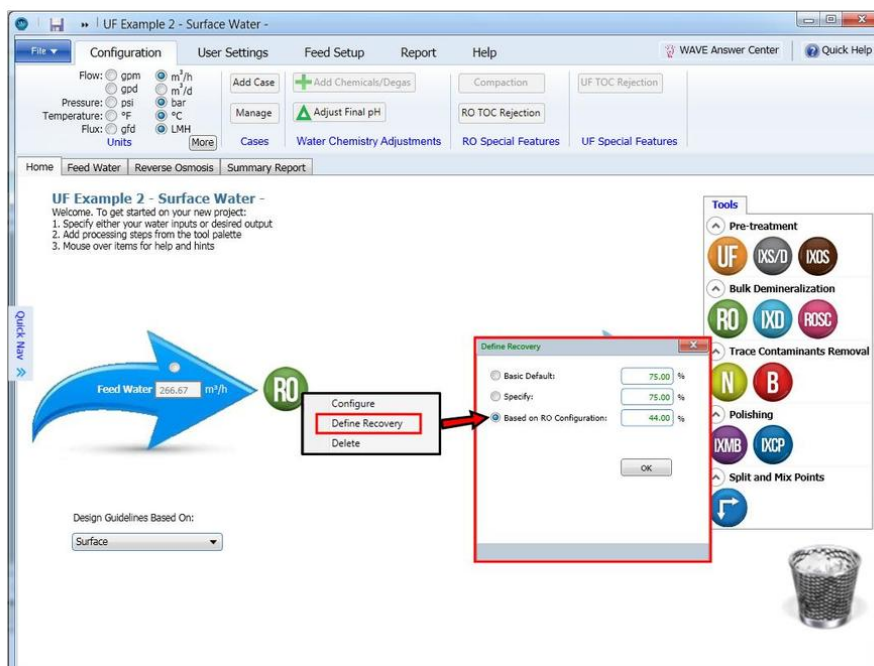 UF Example 2 - Surface Water -
File Configuration User Settings Feed Setup Report Help WAVE Answer Center Quick Help
Flow: gpm m³/h
gpd m³/d
Pressure: psi bar
Temperature: °F °C
Flux: gfd LMH
Units More
Add Case
Manage
Cases
Add Chemicals/Degas
Adjust Final pH
Water Chemistry Adjustments
Compaction
RO TOC Rejection
RO Special Features
UF TOC Rejection
UF Special Features
Home Feed Water Reverse Osmosis Summary Report
UF Example 2 - Surface Water -
Welcome. To get started on your new project:
1. Specify either your water inputs or desired output
2. Add processing steps from the tool palette
3. Mouse over items for help and hints
Quick Nav
Feed Water 266.67 m³/h
RO
Configure
Define Recovery
Delete
Define Recovery
Basic Default: 75.00 %
Specify: 75.00 %
Based on RO Configuration: 44.00 %
OK
Design Guidelines Based On:
Surface
Tools
Pre-treatment
UF IXS/D IXOS
Bulk Demineralization
RO IXD ROSC
Trace Contaminants Removal
N B
Polishing
IXMB IXCP
Split and Mix Points